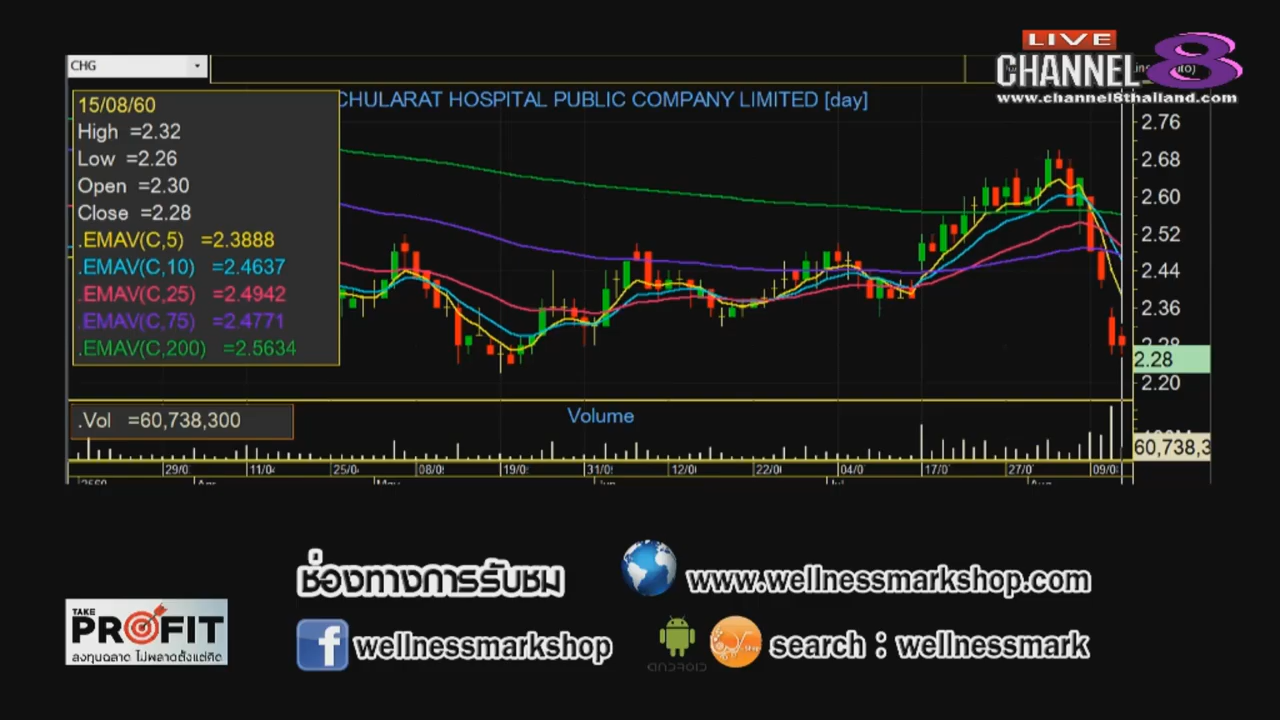 CHG
LIVE
CHANNEL 8
www.channel8thailand.com
CHULARAT HOSPITAL PUBLIC COMPANY LIMITED [day]
15/08/60
High =2.32
Low =2.26
Open =2.30
Close =2.28
.EMAV(C,5) =2.3888
.EMAV(C,10) =2.4637
.EMAV(C,25) =2.4942
.EMAV(C,75) =2.4771
.EMAV(C,200) =2.5634
2.76
2.68
2.60
2.52
2.44
2.36
2.28
2.28
2.20
.Vol =60,738,300
Volume
60,738,3
29/0 11/0 25/0 08/0 19/0 31/0 12/0 22/0 04/0 17/0 27/0 09/0
ช่องทางการรับชม
www.wellnessmarkshop.com
TAKE
PROFIT
ลงทุนฉลาด ไม่พลาดตั้งแต่คิด
wellnessmarkshop
ANDROID
search : wellnessmark